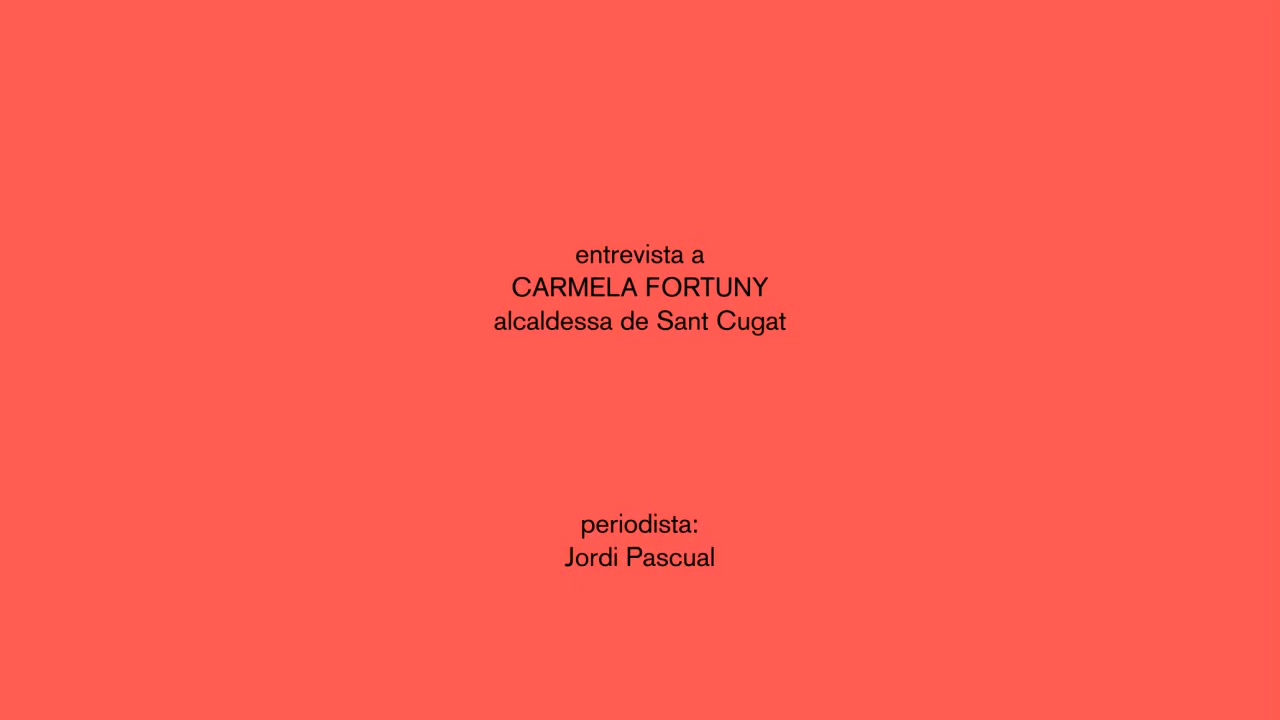 entrevista a
CARMELA FORTUNY
alcaldessa de Sant Cugat
periodista:
Jordi Pascual